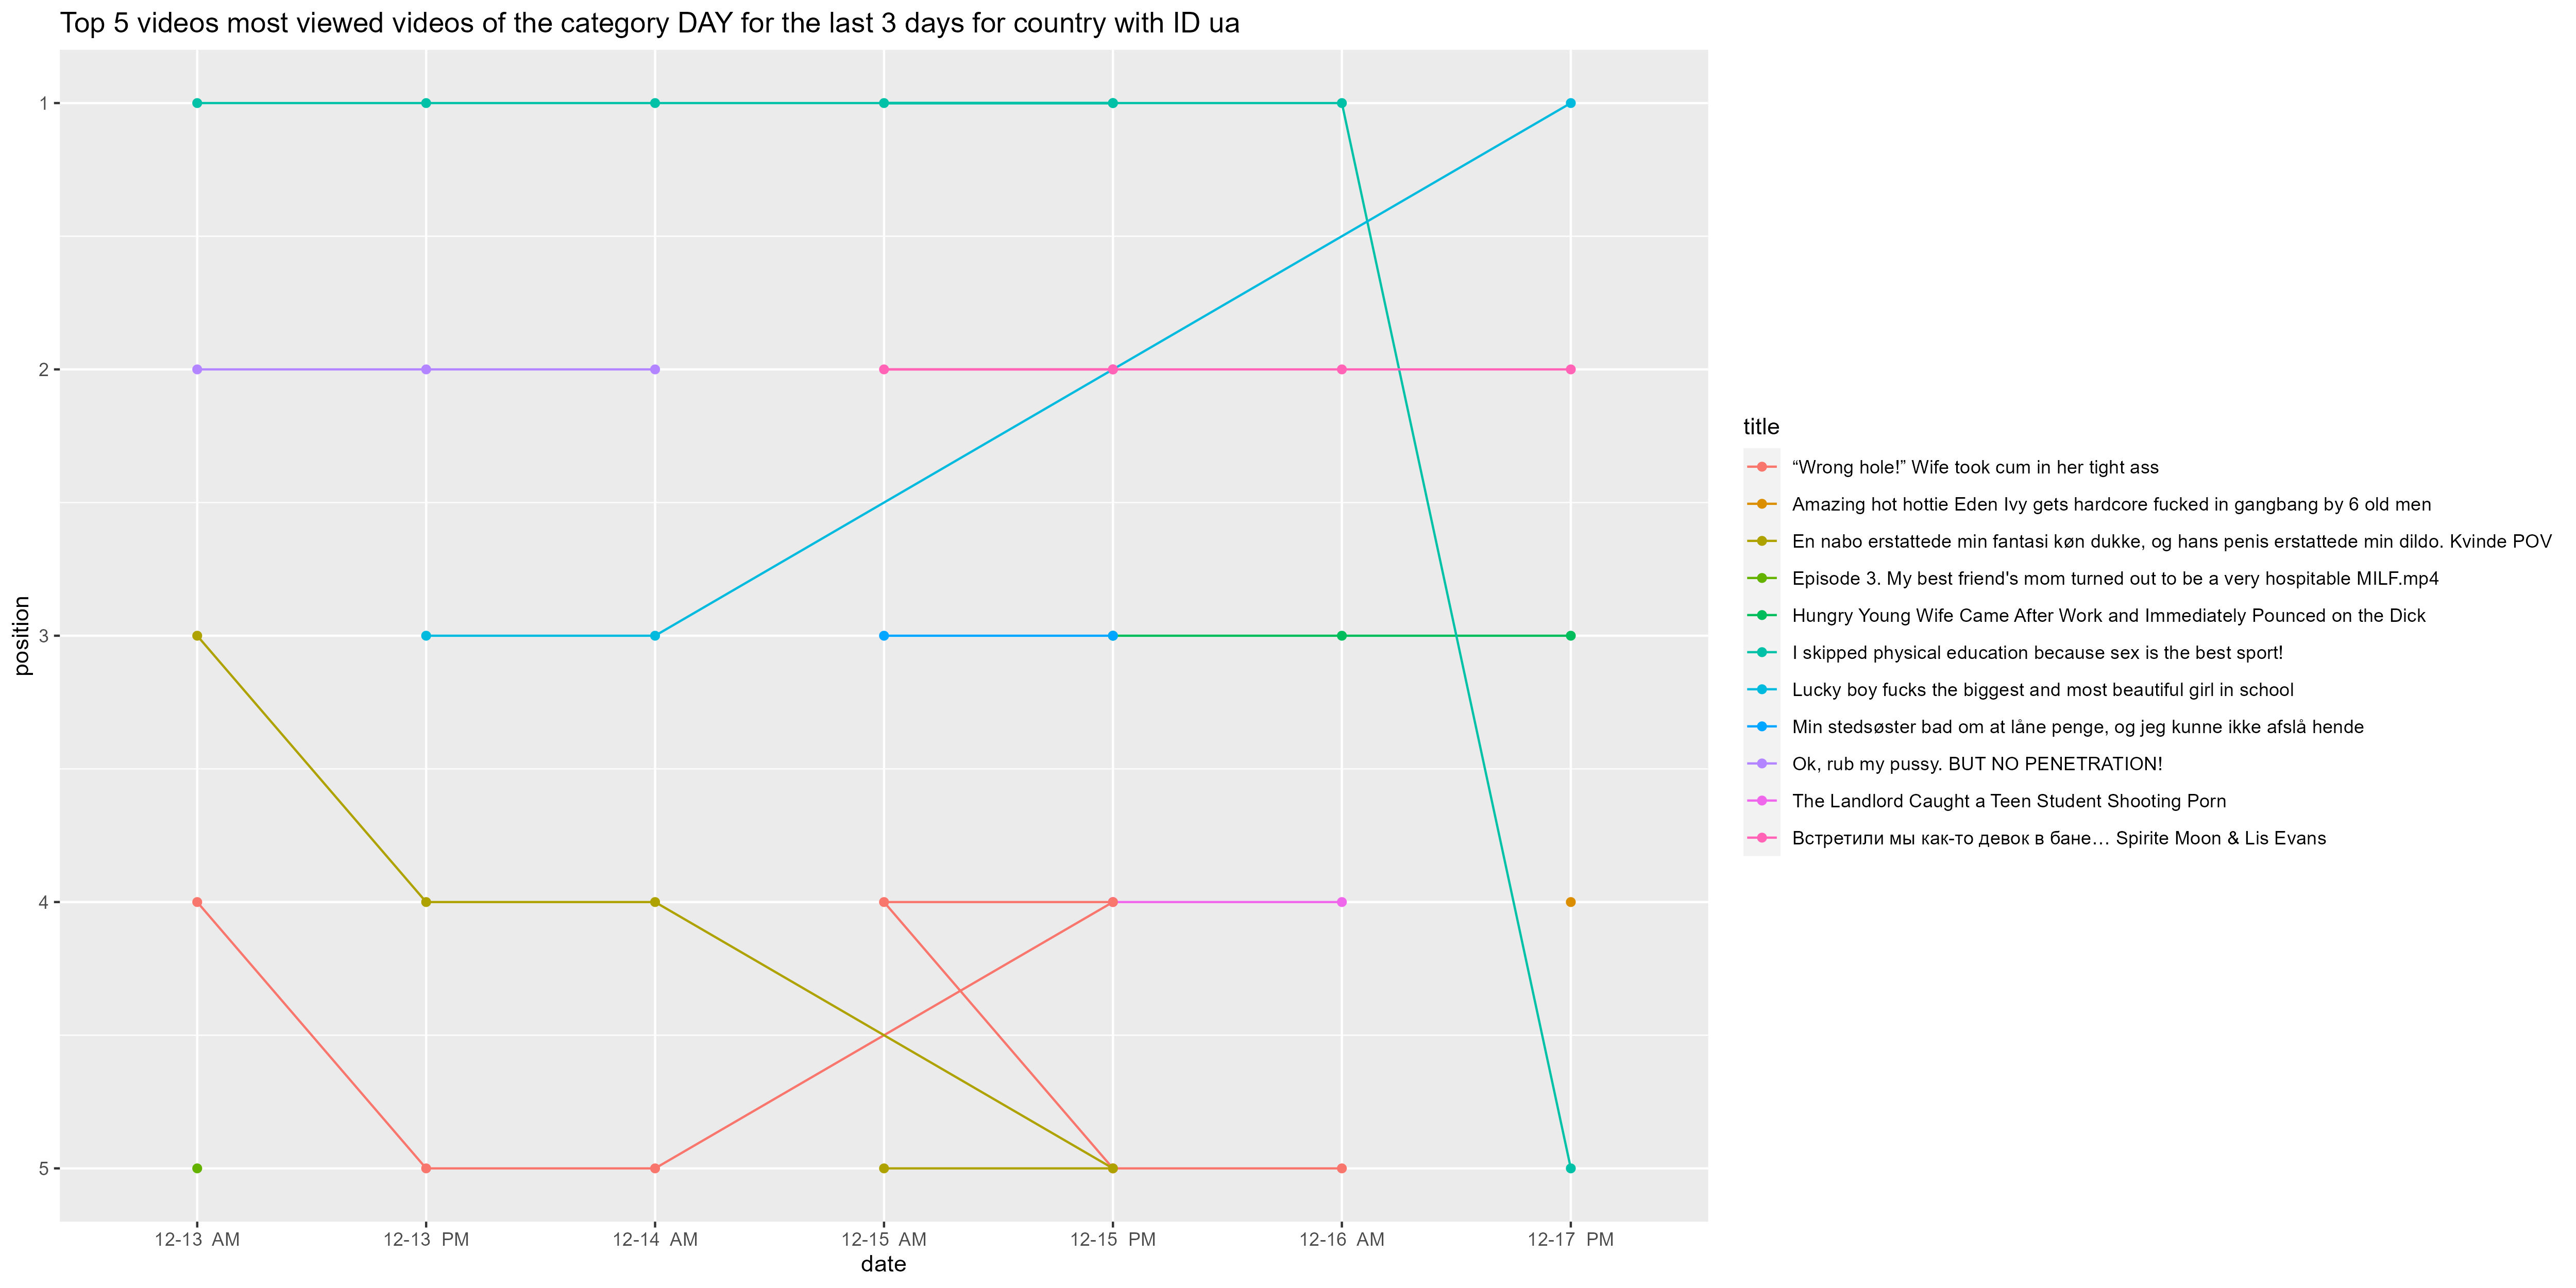 Top 5 videos most viewed videos of the category DAY for the last 3 days for country with ID ua
position
1
2
3
4
5
12-13 AM
12-13 PM
12-14 AM
12-15 AM
12-15 PM
12-16 AM
12-17 PM
date
title
“Wrong hole!” Wife took cum in her tight ass
Amazing hot hottie Eden Ivy gets hardcore fucked in gangbang by 6 old men
En nabo erstattede min fantasi køn dukke, og hans penis erstattede min dildo. Kvinde POV
Episode 3. My best friend's mom turned out to be a very hospitable MILF.mp4
Hungry Young Wife Came After Work and Immediately Pounced on the Dick
I skipped physical education because sex is the best sport!
Lucky boy fucks the biggest and most beautiful girl in school
Min stedsøster bad om at låne penge, og jeg kunne ikke afslå hende
Ok, rub my pussy. BUT NO PENETRATION!
The Landlord Caught a Teen Student Shooting Porn
Встретили мы как-то девок в бане… Spirite Moon & Lis Evans